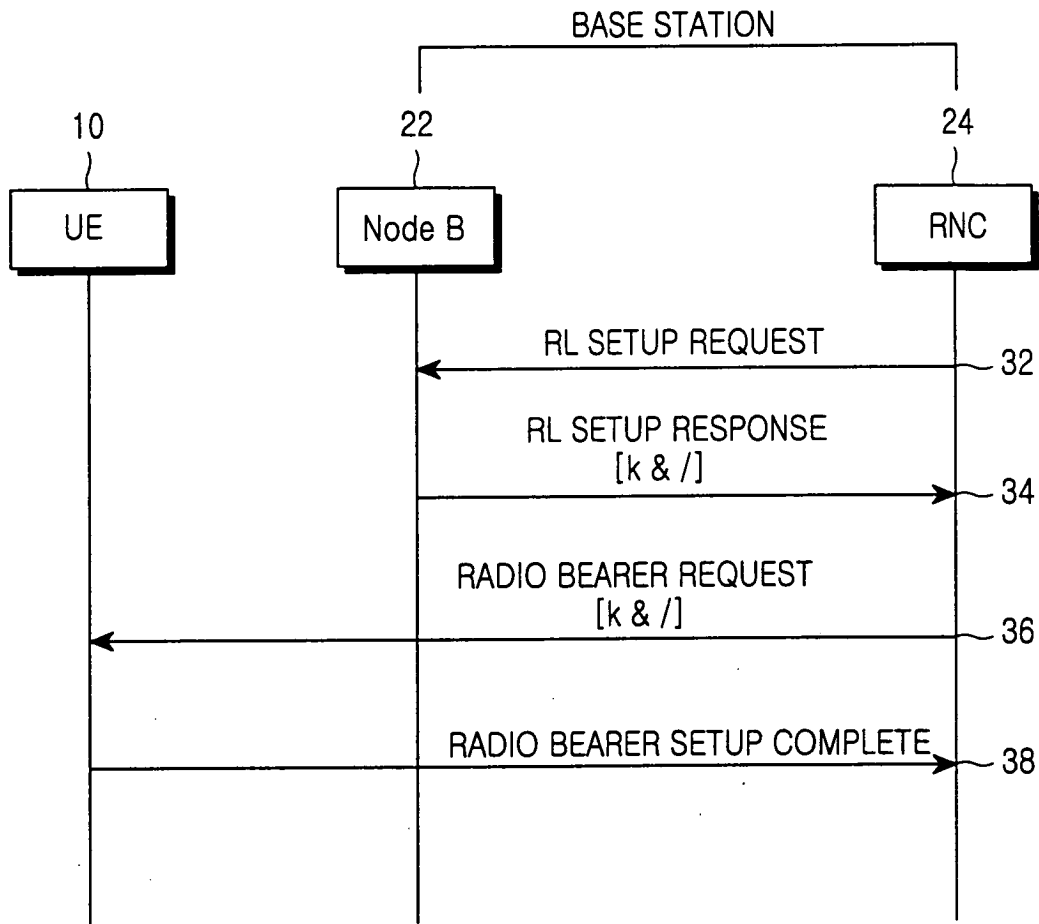 BASE STATION
10
22
24
UE
Node B
RNC
RL SETUP REQUEST
32
RL SETUP RESPONSE
[k & /]
34
RADIO BEARER REQUEST
[k & /]
36
RADIO BEARER SETUP COMPLETE
38